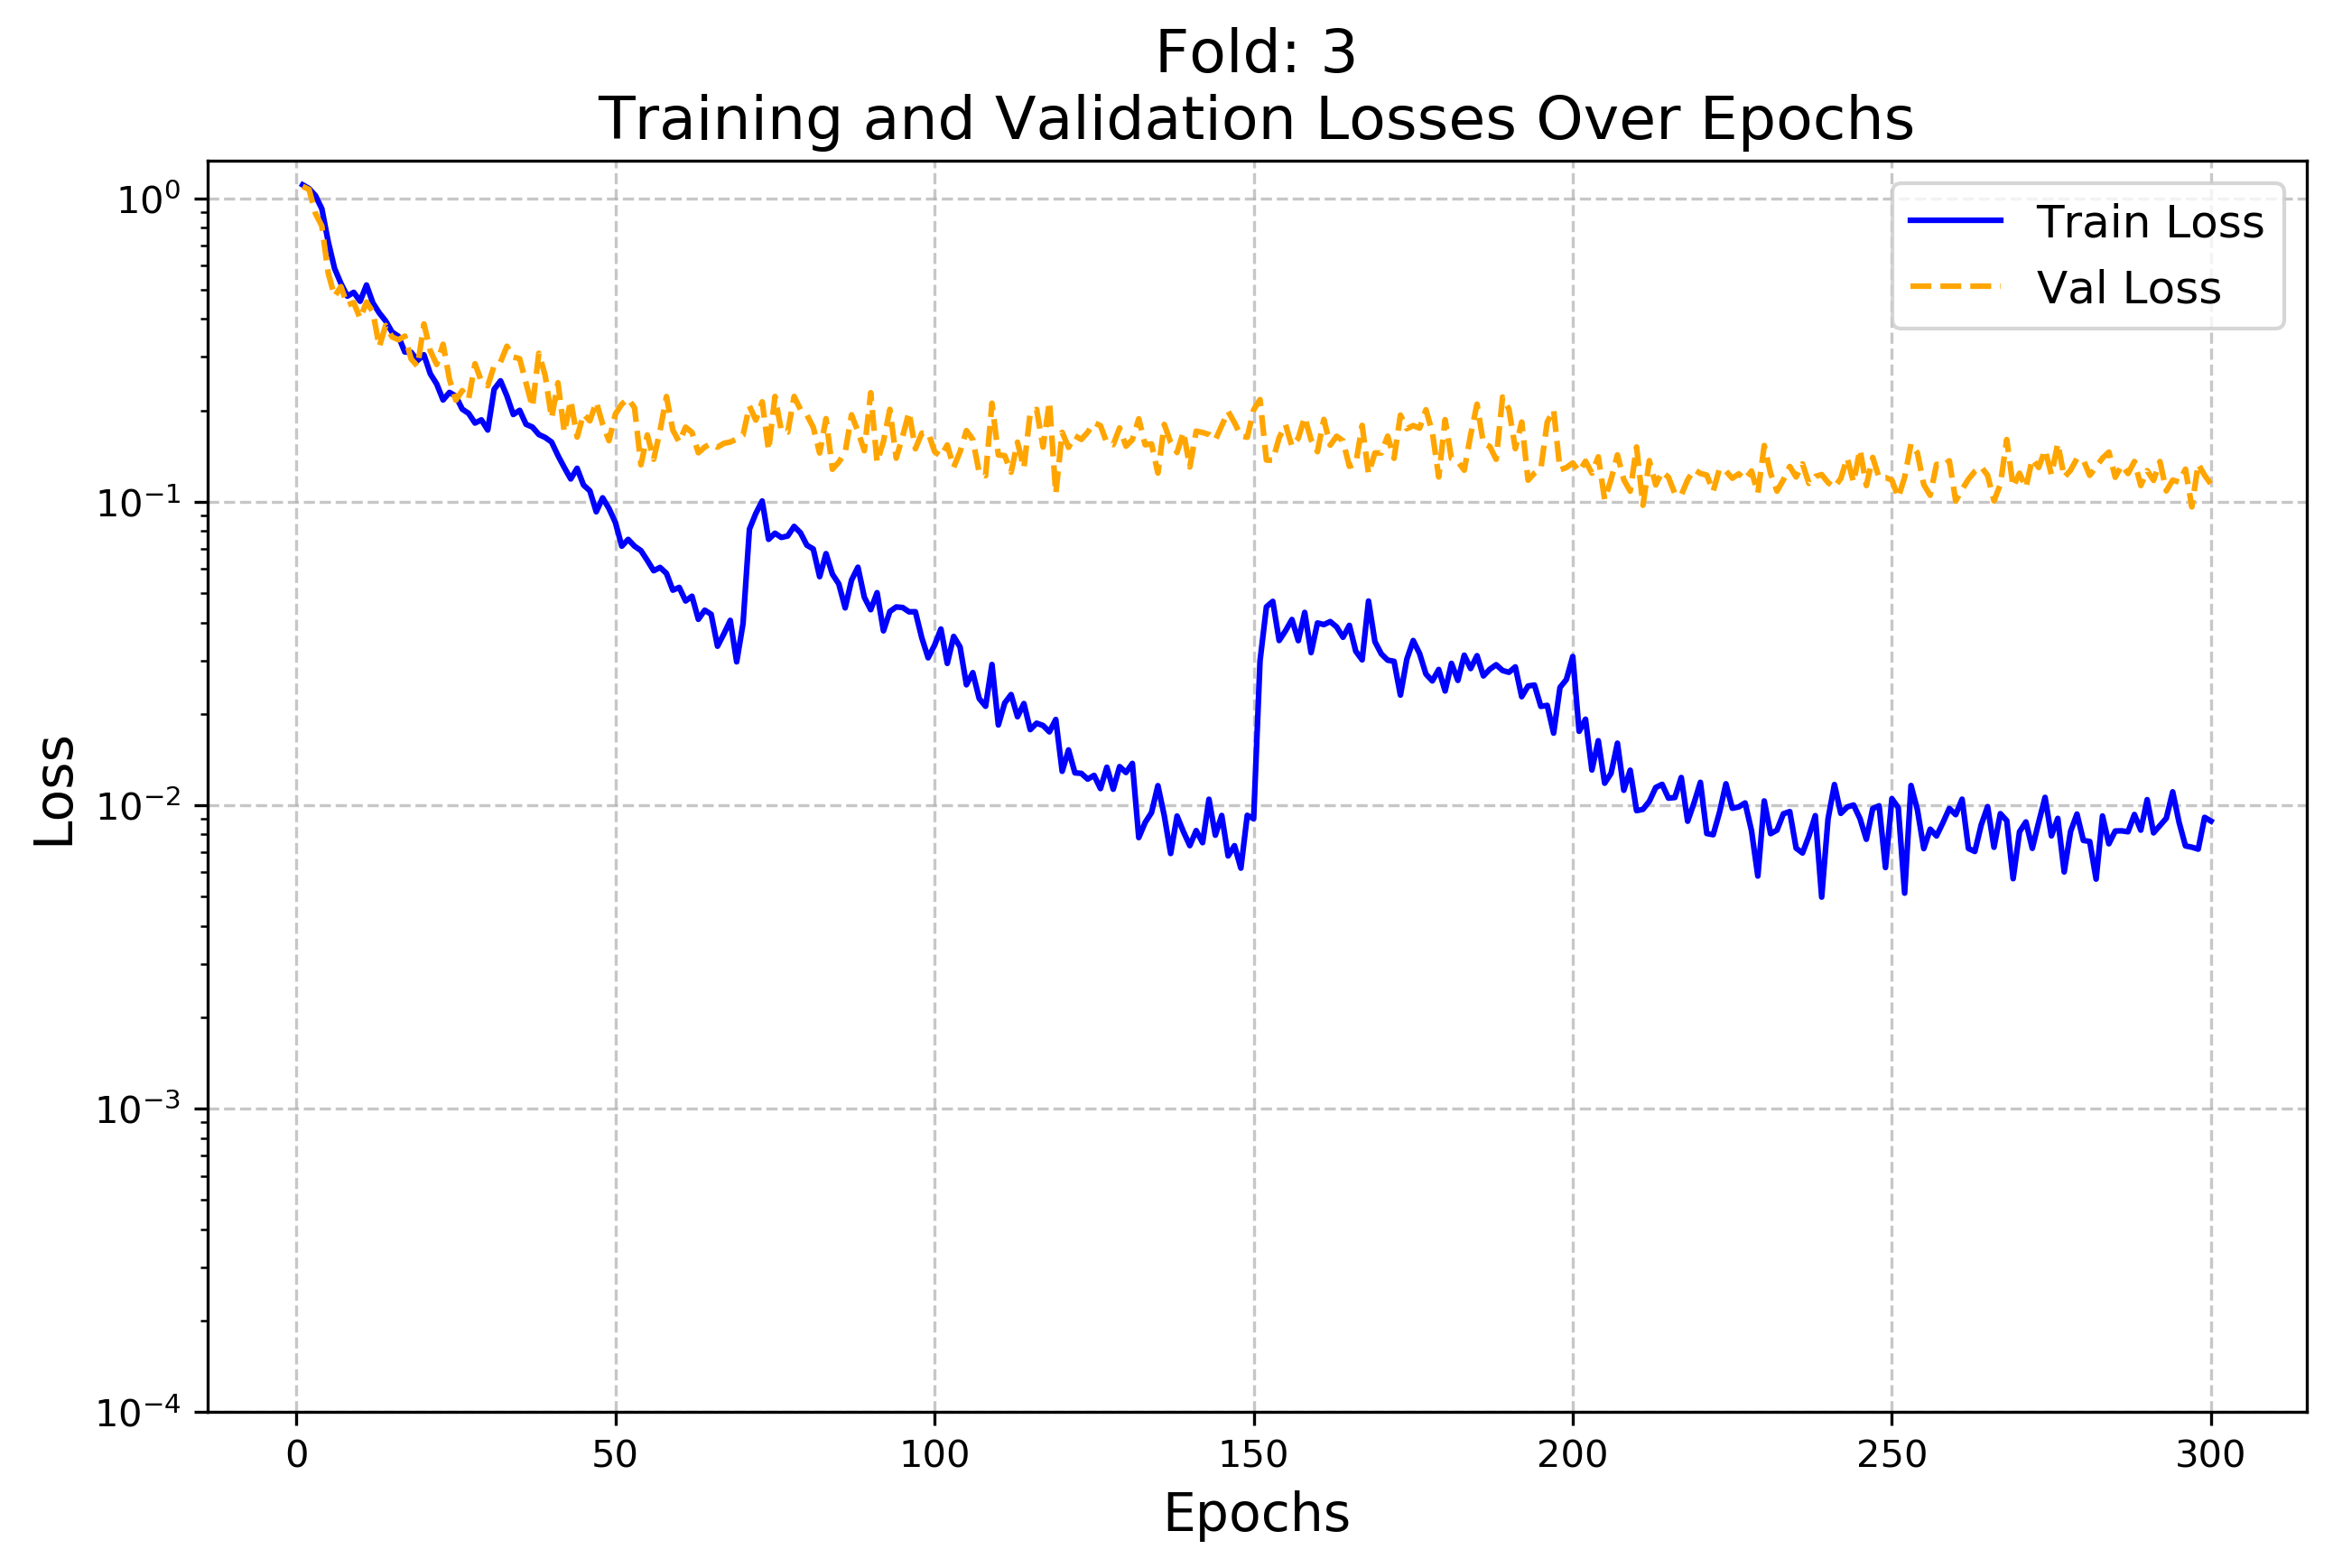 Fold: 3
Training and Validation Losses Over Epochs
Train Loss
Val Loss
Loss
10⁰
10⁻¹
10⁻²
10⁻³
10⁻⁴
0 50 100 150 200 250 300
Epochs